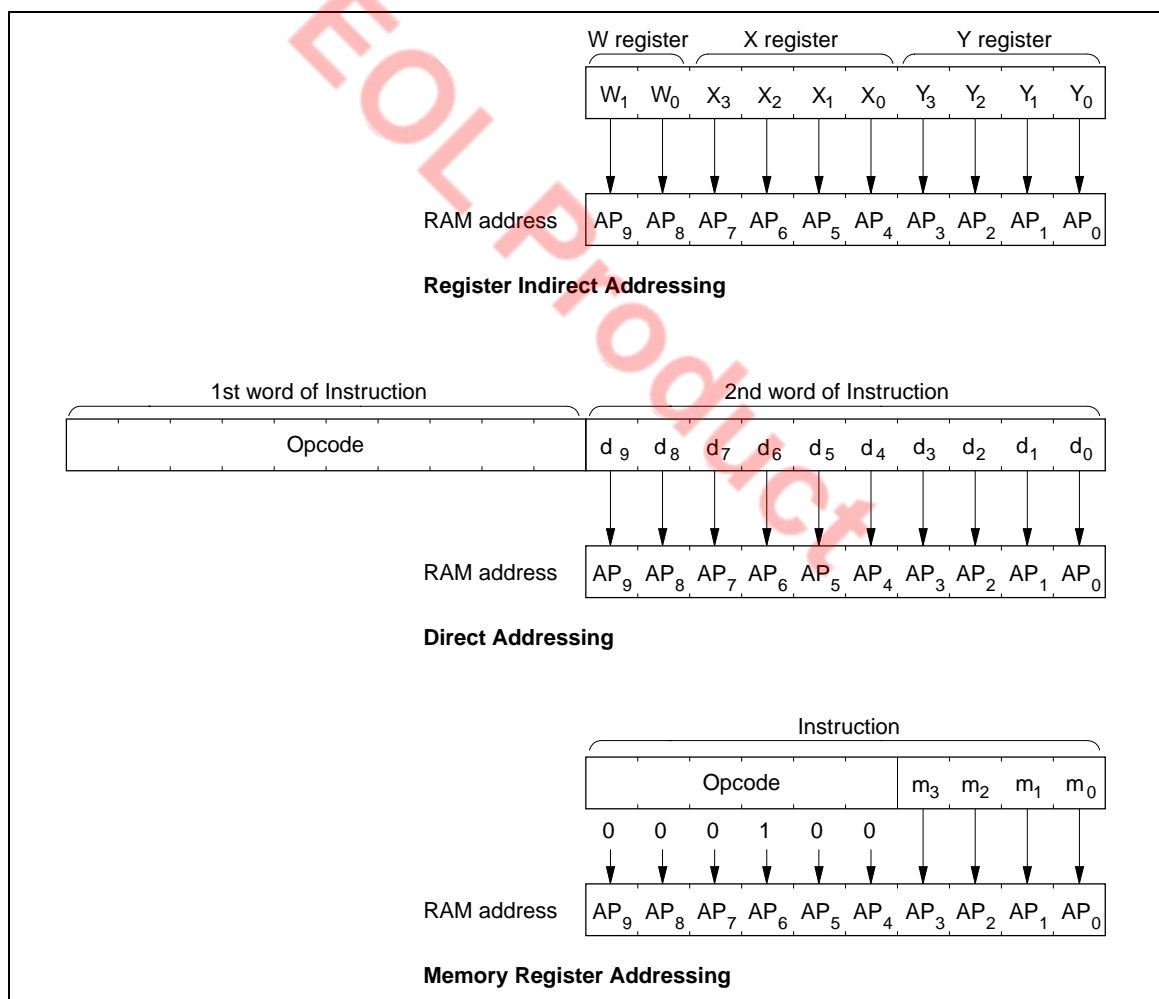 W register X register Y register
W1 W0 X3 X2 X1 X0 Y3 Y2 Y1 Y0
RAM address AP9 AP8 AP7 AP6 AP5 AP4 AP3 AP2 AP1 AP0
Register Indirect Addressing
1st word of Instruction 2nd word of Instruction
Opcode d9 d8 d7 d6 d5 d4 d3 d2 d1 d0
RAM address AP9 AP8 AP7 AP6 AP5 AP4 AP3 AP2 AP1 AP0
Direct Addressing
Instruction
Opcode m3 m2 m1 m0
0 0 0 1 0 0
RAM address AP9 AP8 AP7 AP6 AP5 AP4 AP3 AP2 AP1 AP0
Memory Register Addressing
EOL Product